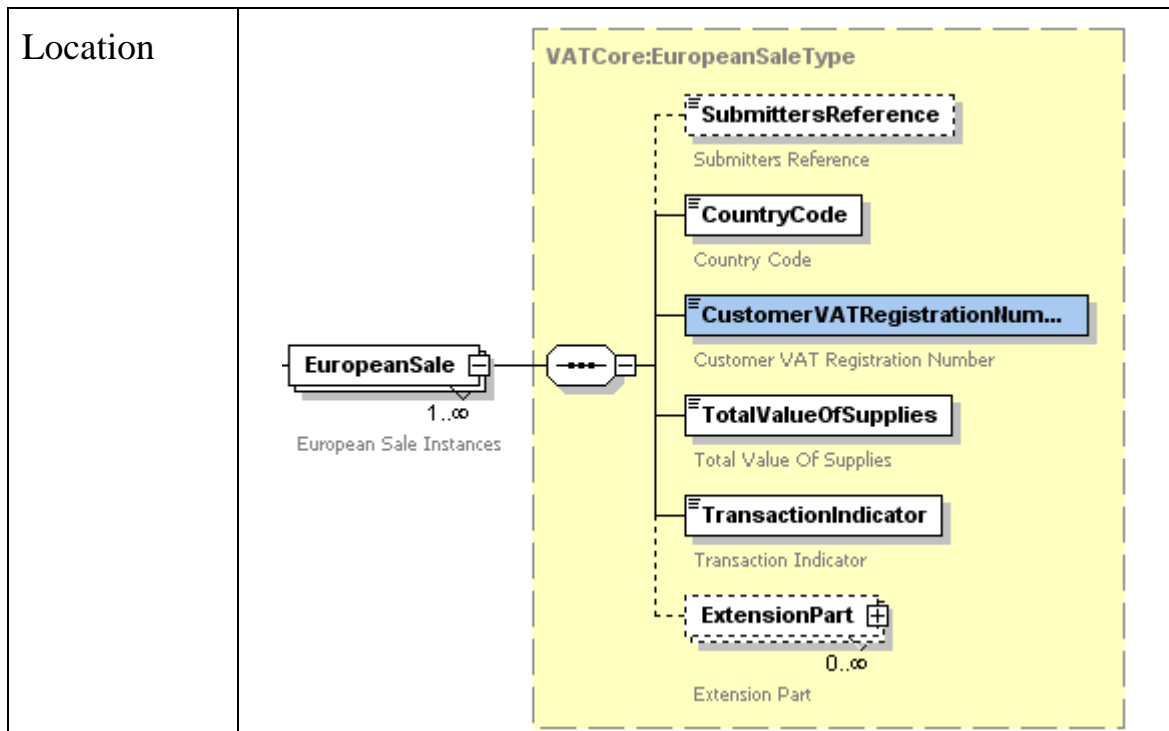 Location
VATCore:EuropeanSaleType
SubmittersReference
Submitters Reference
CountryCode
Country Code
CustomerVATRegistrationNum...
Customer VAT Registration Number
EuropeanSale
1..∞
European Sale Instances
TotalValueOfSupplies
Total Value Of Supplies
TransactionIndicator
Transaction Indicator
ExtensionPart
0..∞
Extension Part